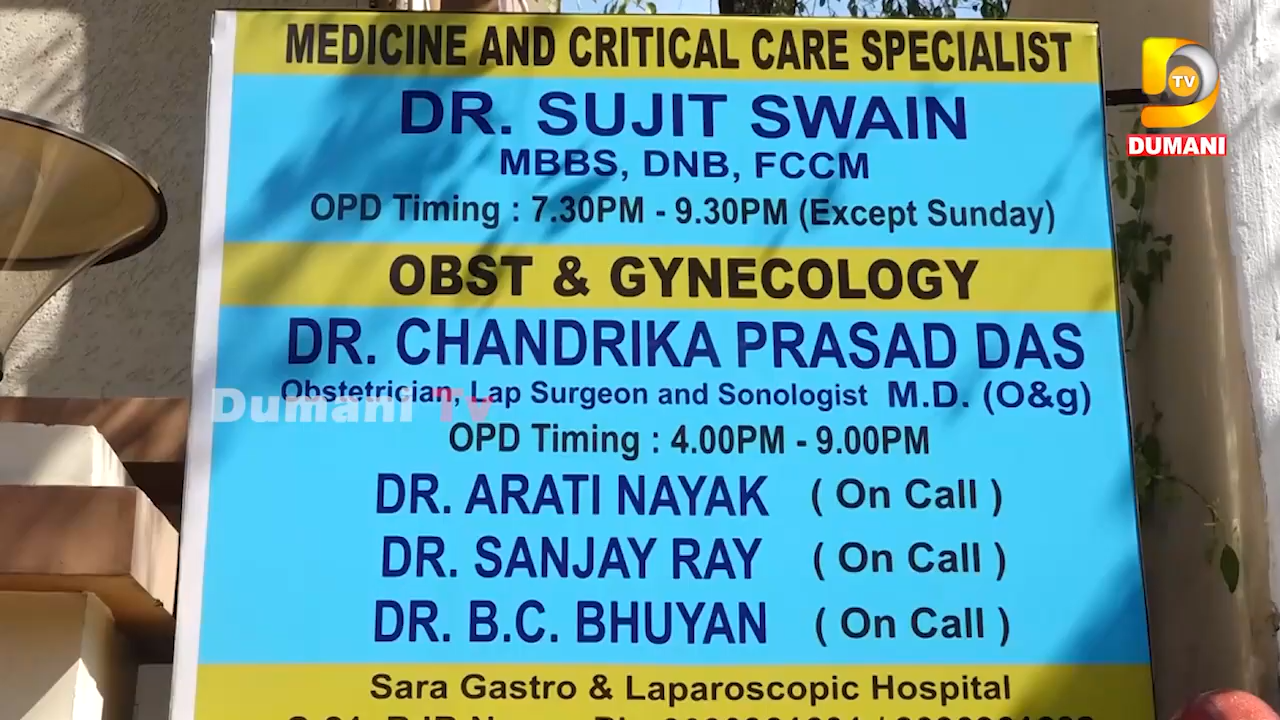 MEDICINE AND CRITICAL CARE SPECIALIST
DR. SUJIT SWAIN
MBBS, DNB, FCCM
OPD Timing : 7.30PM - 9.30PM (Except Sunday)
OBST & GYNECOLOGY
DR. CHANDRIKA PRASAD DAS
Obstetrician, Lap Surgeon and Sonologist M.D. (O&g)
OPD Timing : 4.00PM - 9.00PM
DR. ARATI NAYAK ( On Call )
DR. SANJAY RAY ( On Call )
DR. B.C. BHUYAN ( On Call )
Sara Gastro & Laparoscopic Hospital
D TV
DUMANI
Dumani Tv